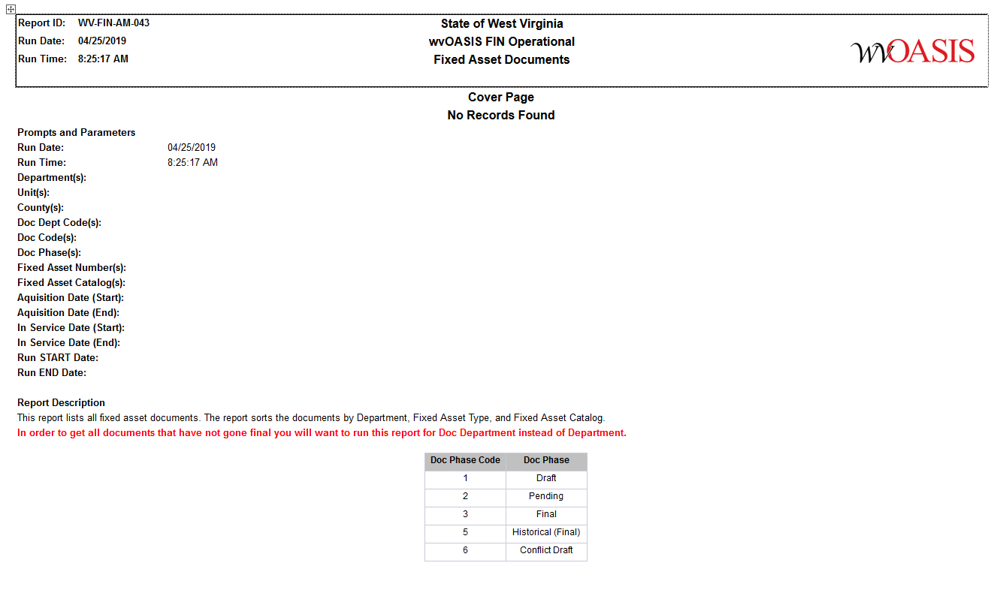 Report ID: WV-FIN-AM-043
Run Date: 04/25/2019
Run Time: 8:25:17 AM
State of West Virginia
wvOASIS FIN Operational
Fixed Asset Documents
wvOASIS
Cover Page
No Records Found
Prompts and Parameters
Run Date: 04/25/2019
Run Time: 8:25:17 AM
Department(s):
Unit(s):
County(s):
Doc Dept Code(s):
Doc Code(s):
Doc Phase(s):
Fixed Asset Number(s):
Fixed Asset Catalog(s):
Aquisition Date (Start):
Aquisition Date (End):
In Service Date (Start):
In Service Date (End):
Run START Date:
Run END Date:
Report Description
This report lists all fixed asset documents. The report sorts the documents by Department, Fixed Asset Type, and Fixed Asset Catalog.
In order to get all documents that have not gone final you will want to run this report for Doc Department instead of Department.
Doc Phase Code Doc Phase
1 Draft
2 Pending
3 Final
5 Historical (Final)
6 Conflict Draft